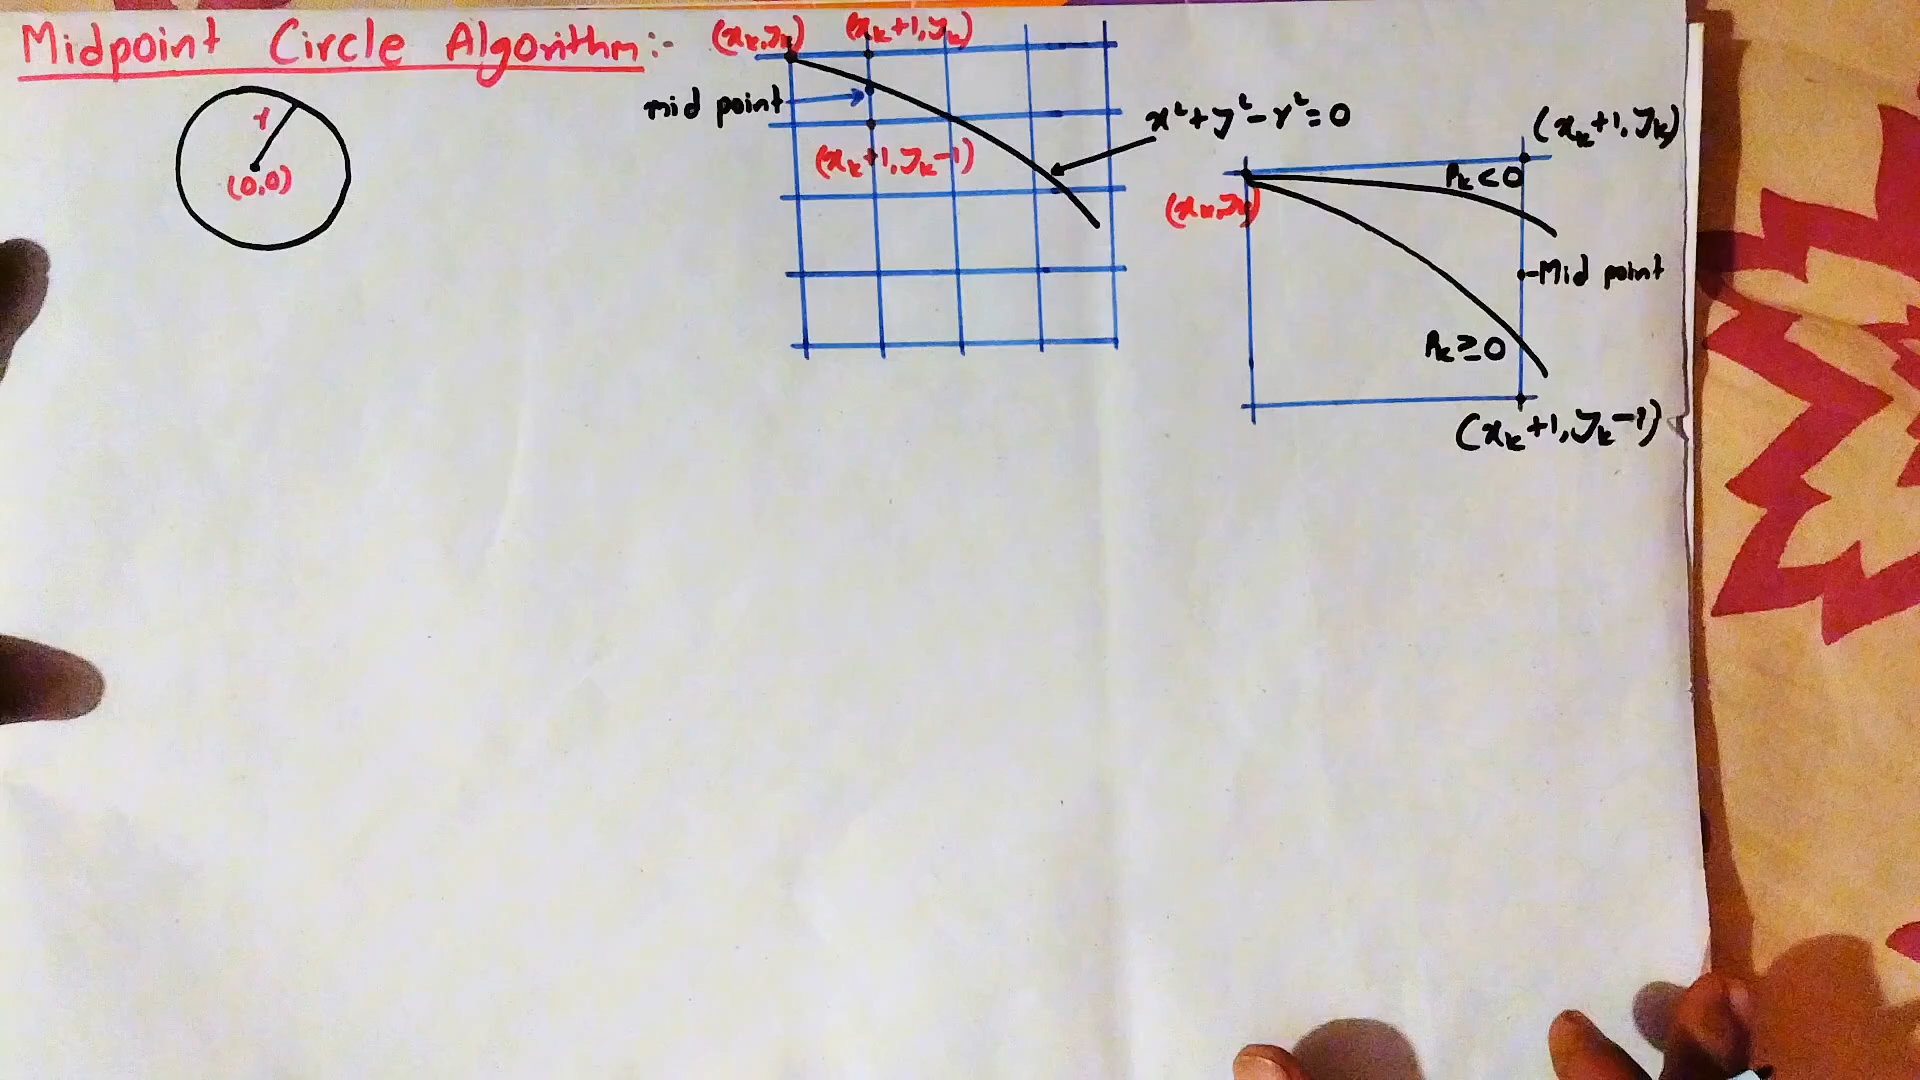 Midpoint Circle Algorithm:-
r
(0,0)
(xₖ,yₖ)
(xₖ+1,yₖ)
mid point
(xₖ+1,yₖ-1)
x²+y²-r²=0
(xₖ+1,yₖ)
Pₖ<0
(xₖ,yₖ)
-Mid point
Pₖ≥0
(xₖ+1,yₖ-1)